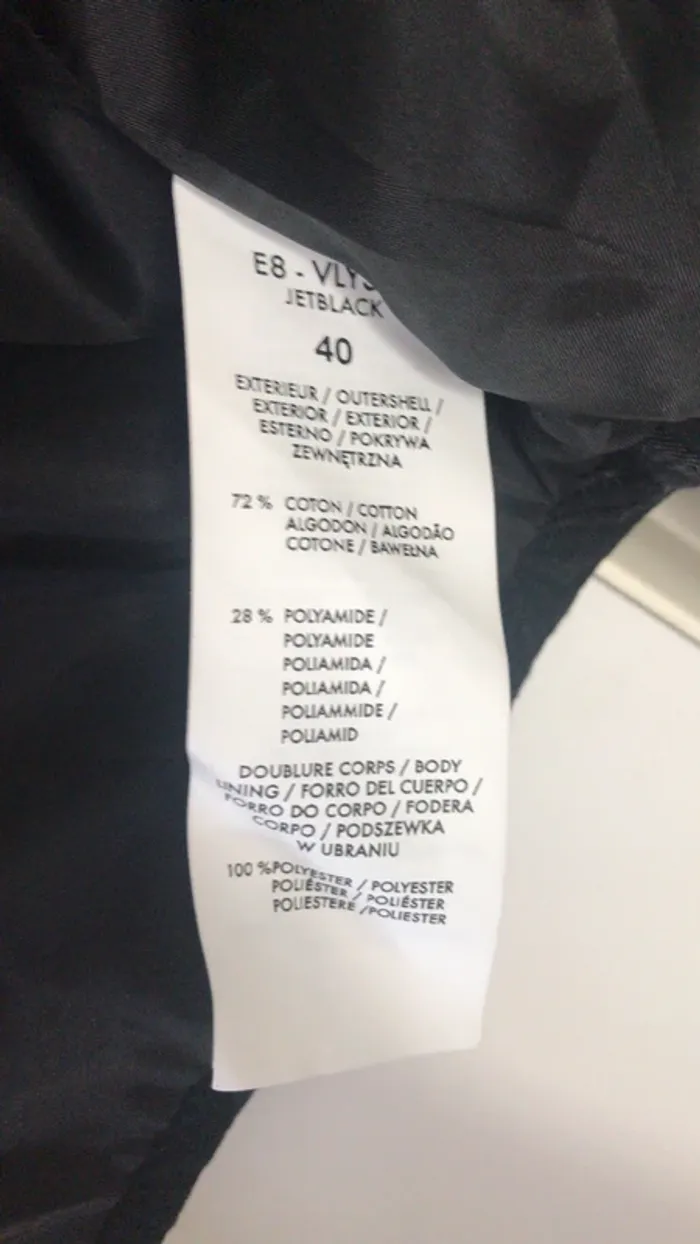 E8 -
JETBLACK
40
EXTERIEUR / OUTERSHELL /
EXTERIOR / EXTERIOR /
ESTERNO / POKRYWA
ZEWNĘTRZNA
72 % COTON / COTTON
ALGODON / ALGODÃO
COTONE / BAWEŁNA
28 % POLYAMIDE /
POLYAMIDE
POLIAMIDA /
POLIAMIDA /
POLIAMMIDE /
POLIAMID
DOUBLURE CORPS / BODY
LINING / FORRO DEL CUERPO /
FORRO DO CORPO / FODERA
CORPO / PODSZEWKA
W UBRANIU
100 %POLYESTER / POLYESTER
POLIÉSTER / POLIÉSTER
POLIESTERE /POLIESTER